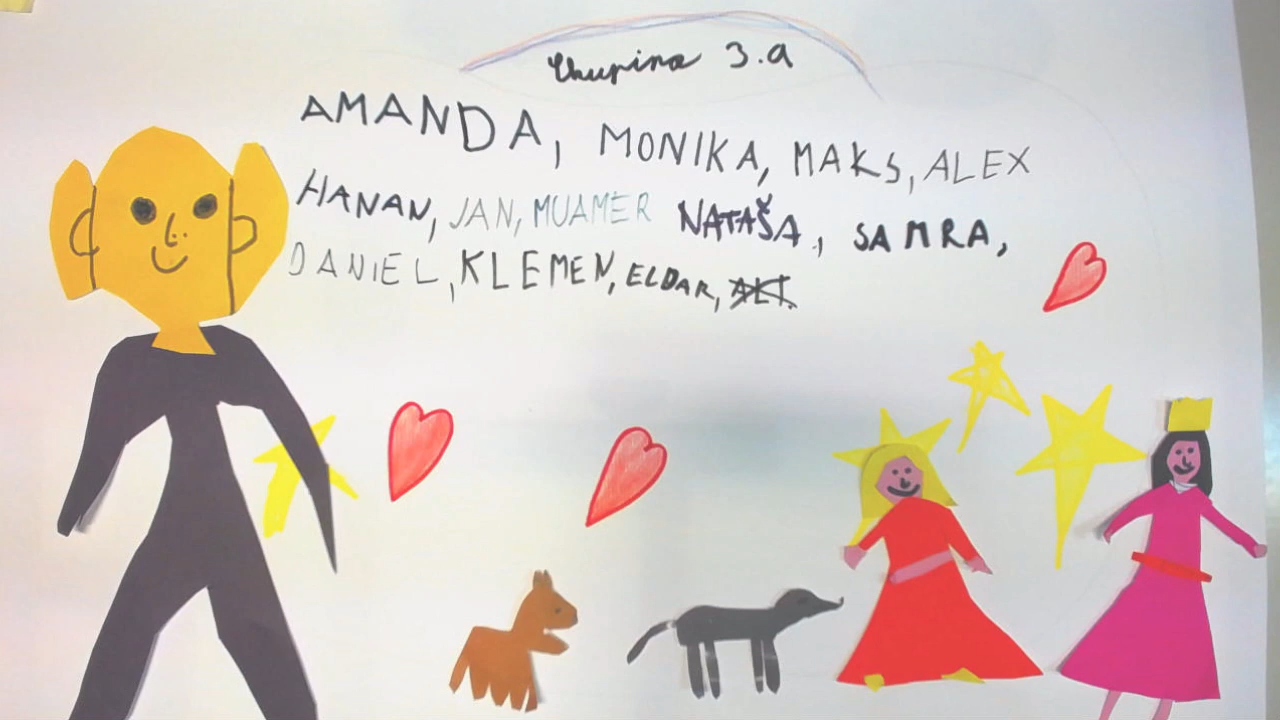 Skupina 3.a
AMANDA, MONIKA, MAKS, ALEX
HANAN, JAN, MUAMER NATAŠA, SAMRA,
DANIEL, KLEMEN, ELDAR,